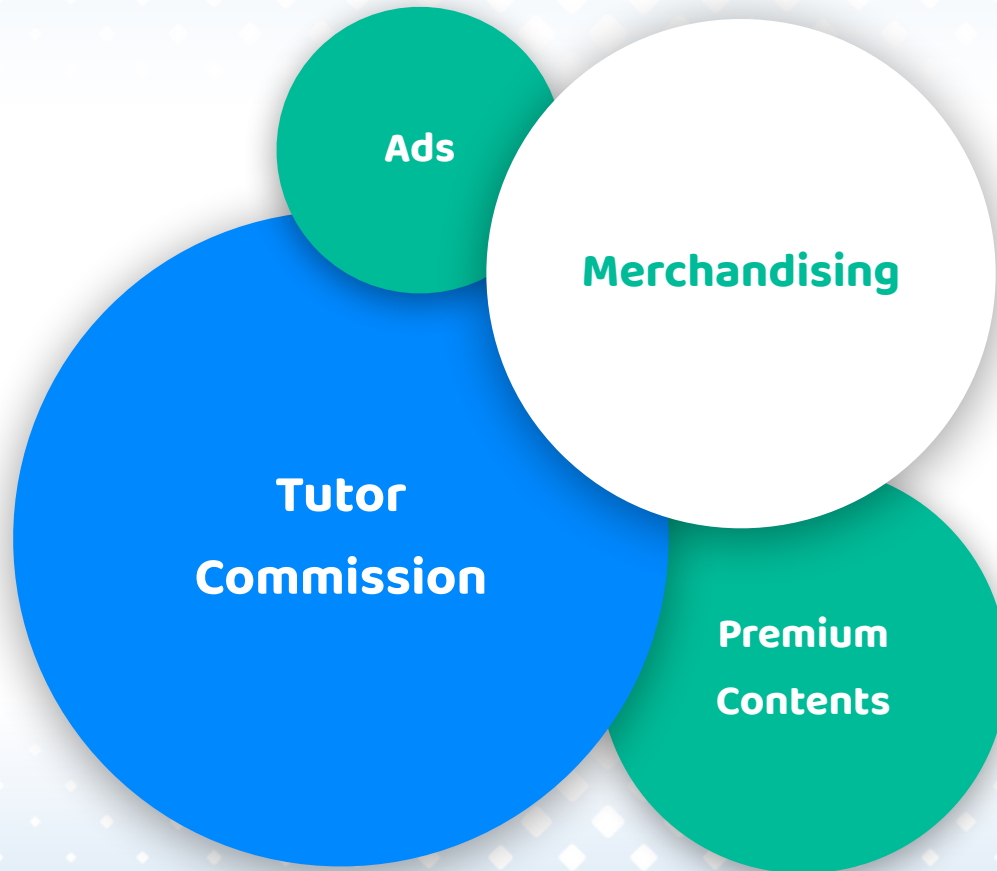 Ads
Merchandising
Tutor
Commission
Premium
Contents